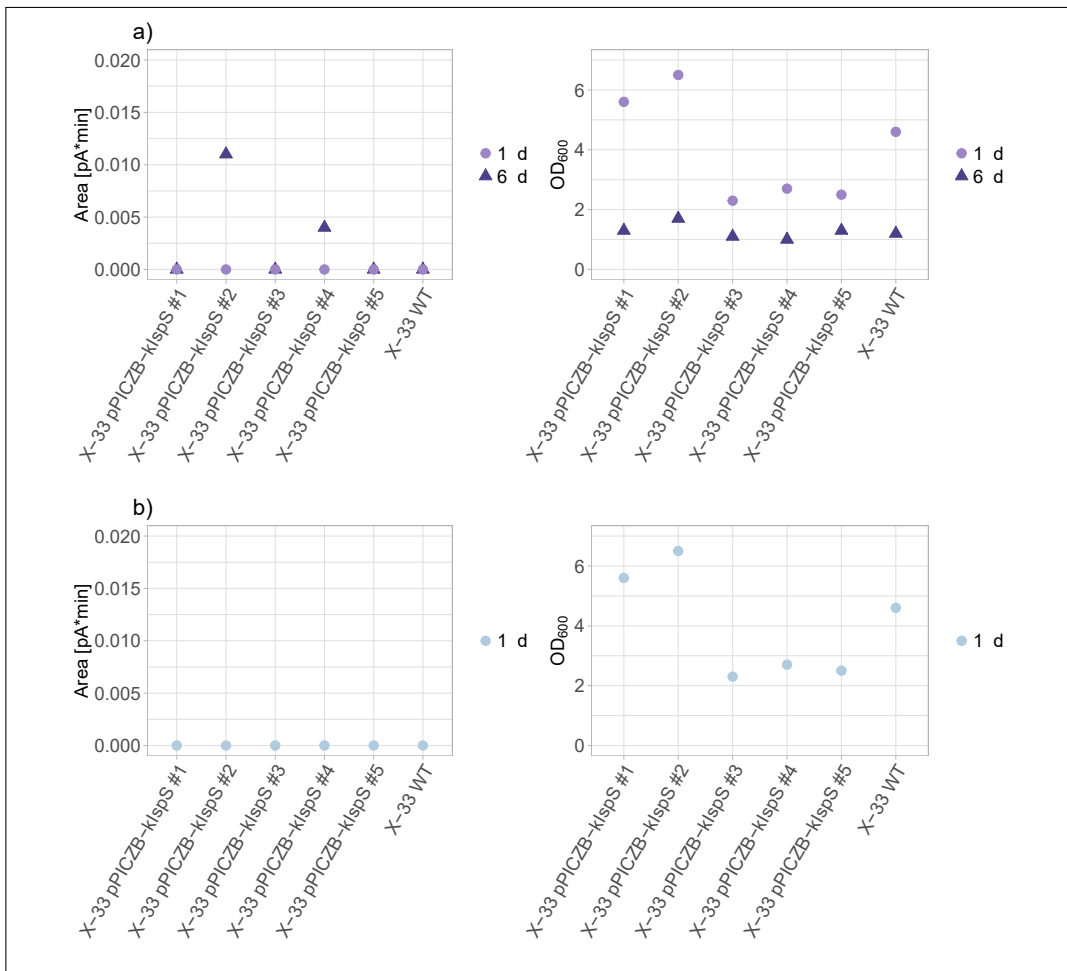 a)
0.020
0.015
0.010
0.005
0.000
Area [pA*min]
X−33 pPICZB−kIspS #1
X−33 pPICZB−kIspS #2
X−33 pPICZB−kIspS #3
X−33 pPICZB−kIspS #4
X−33 pPICZB−kIspS #5
X−33 WT
1 d
6 d
6
4
2
0
OD600
X−33 pPICZB−kIspS #1
X−33 pPICZB−kIspS #2
X−33 pPICZB−kIspS #3
X−33 pPICZB−kIspS #4
X−33 pPICZB−kIspS #5
X−33 WT
1 d
6 d
b)
0.020
0.015
0.010
0.005
0.000
Area [pA*min]
X−33 pPICZB−kIspS #1
X−33 pPICZB−kIspS #2
X−33 pPICZB−kIspS #3
X−33 pPICZB−kIspS #4
X−33 pPICZB−kIspS #5
X−33 WT
1 d
6
4
2
0
OD600
X−33 pPICZB−kIspS #1
X−33 pPICZB−kIspS #2
X−33 pPICZB−kIspS #3
X−33 pPICZB−kIspS #4
X−33 pPICZB−kIspS #5
X−33 WT
1 d